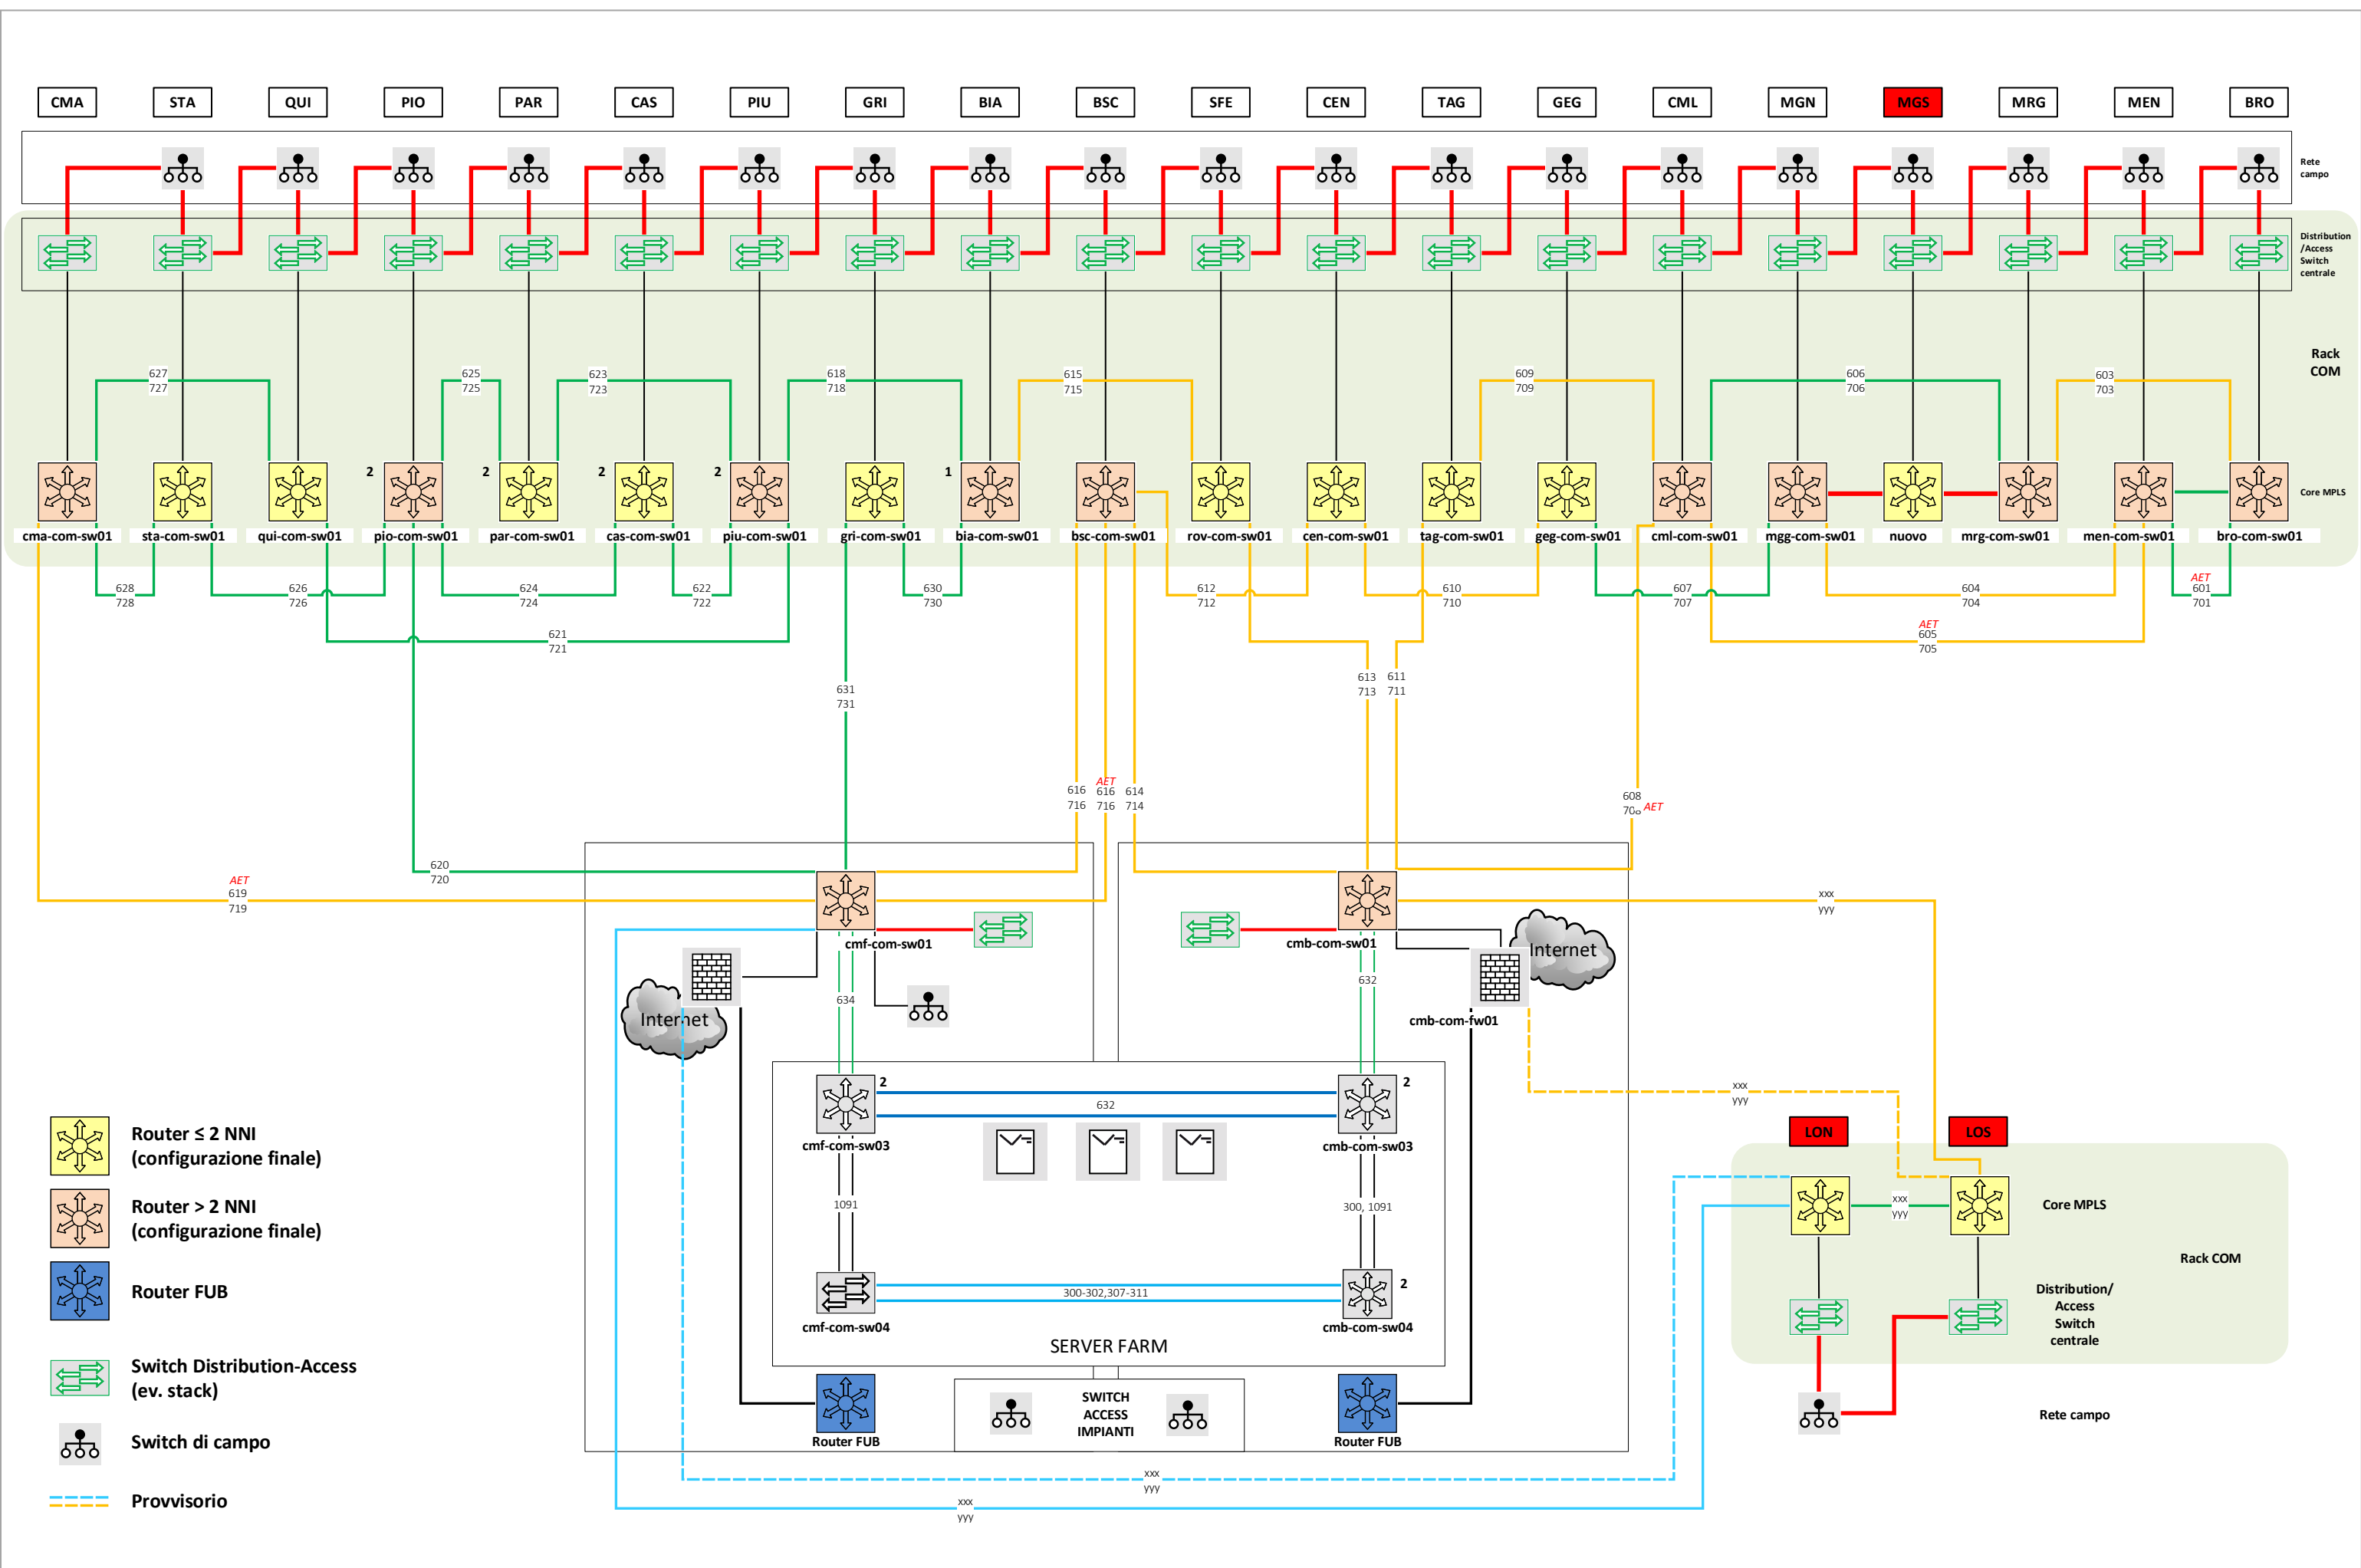 CMA STA QUI PIO PAR CAS PIU GRI BIA BSC SFE CEN TAG GEG CML MGN MGS MRG MEN BRO
Rete
campo
Distribution
/Access
Switch
centrale
Rack
COM
627 625 623 618 615 609 606 603
727 725 723 718 715 709 706 703
2 2 2 2 1
Core MPLS
cma-com-sw01 sta-com-sw01 qui-com-sw01 pio-com-sw01 par-com-sw01 cas-com-sw01 piu-com-sw01 gri-com-sw01 bia-com-sw01 bsc-com-sw01 rov-com-sw01 cen-com-sw01 tag-com-sw01 geg-com-sw01 cml-com-sw01 mgg-com-sw01 nuovo mrg-com-sw01 men-com-sw01 bro-com-sw01
AET
628 626 624 622 630 612 610 607 604 601
728 726 724 722 730 712 710 707 704 701
AET
621 605
721 705
613 611
713 711
631
731
AET
616 616 614 608
716 716 714
AET
620
720
AET
619
719
xxx
yyy
cmf-com-sw01 cmb-com-sw01
Internet
Internet
634 632
cmb-com-fw01
2 2
632
cmf-com-sw03 cmb-com-sw03
xxx
yyy
1091 300, 1091
2
300-302,307-311
cmf-com-sw04 cmb-com-sw04
SERVER FARM
SWITCH
ACCESS
IMPIANTI
Router FUB Router FUB
xxx
yyy
xxx
yyy
LON LOS
xxx
yyy
Core MPLS
Rack COM
Distribution/
Access
Switch
centrale
Rete campo
Router ≤ 2 NNI
(configurazione finale)
Router > 2 NNI
(configurazione finale)
Router FUB
Switch Distribution-Access
(ev. stack)
Switch di campo
Provvisorio